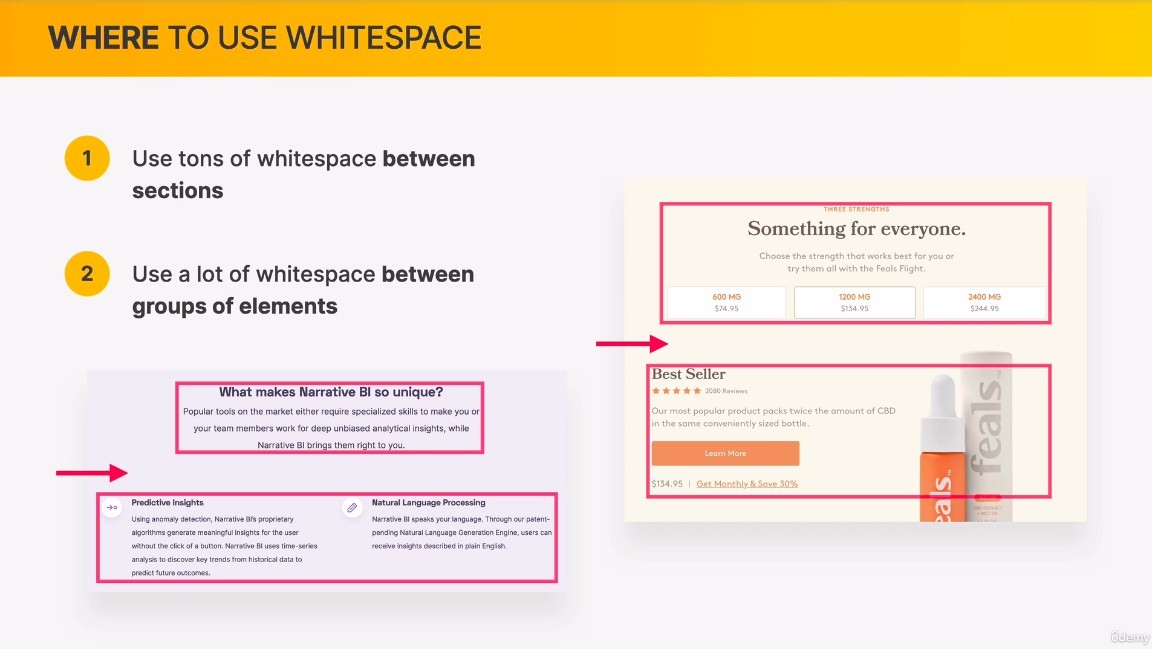 WHERE TO USE WHITESPACE
1
Use tons of whitespace between
sections
2
Use a lot of whitespace between
groups of elements
What makes Narrative BI so unique?
Popular tools on the market either require specialized skills to make you or
your team members work for deep unbiased analytical insights, while
Narrative BI brings them right to you.
Predictive Insights
Using anomaly detection, Narrative BI's proprietary
algorithms generate meaningful insights for the user
without the click of a button. Narrative BI uses time-series
analysis to discover key trends from historical data to
predict future outcomes.
Natural Language Processing
Narrative BI speaks your language. Through our patent-
pending Natural Language Generation Engine, users can
receive insights described in plain English.
THREE STRENGTHS
Something for everyone.
Choose the strength that works best for you or
try them all with the Feals Flight.
600 MG
$74.95
1200 MG
$134.95
2400 MG
$244.95
Best Seller
2080 Reviews
Our most popular product packs twice the amount of CBD
in the same conveniently sized bottle.
Learn More
$134.95 | Get Monthly & Save 30%
feals™
eals™
ûdemy